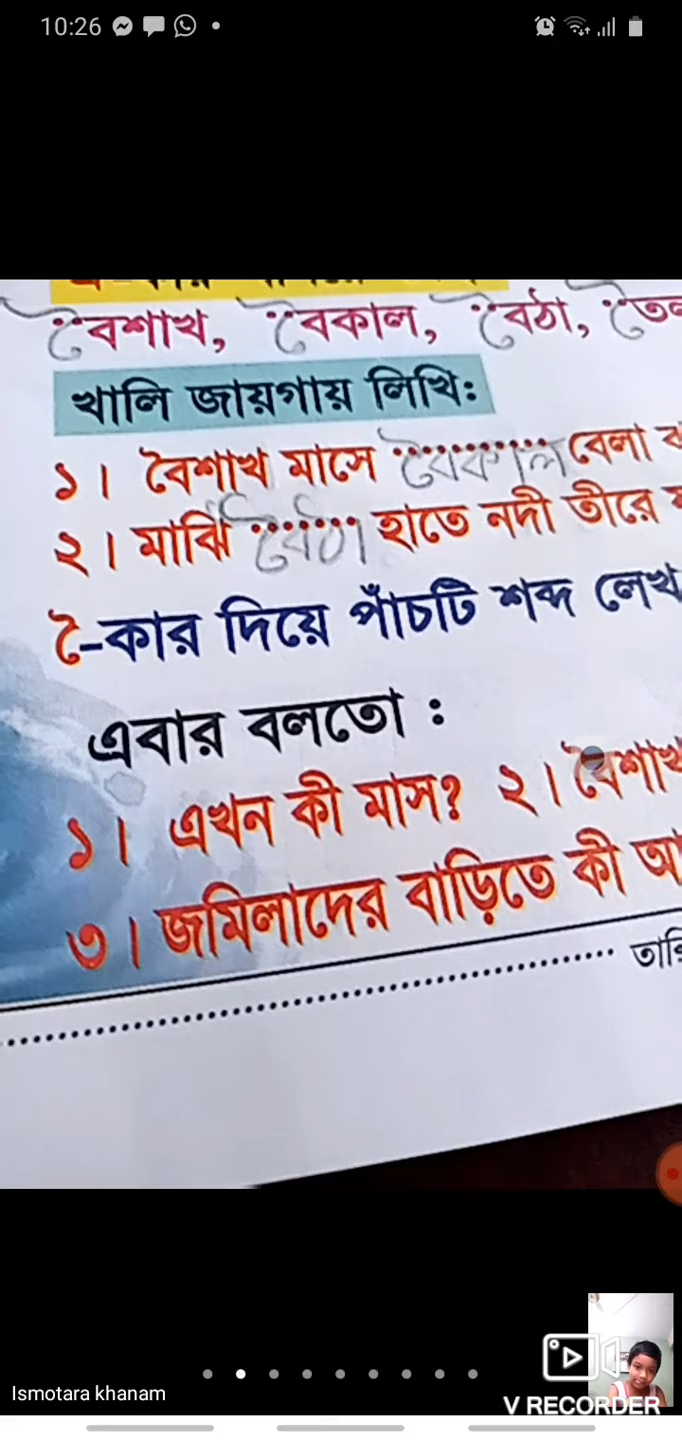 10:26
বৈশাখ, বৈকাল, বৈঠা,
খালি জায়গায় লিখি:
১। বৈশাখ মাসে বৈকাল বেলা
২। মাঝি বৈঠা হাতে নদী তীরে
ৈ-কার দিয়ে পাঁচটি শব্দ লেখ
এবার বলতো :
১। এখন কী মাস? ২। বৈশাখ
৩। জমিলাদের বাড়িতে কী
Ismotara khanam
V RECORDER